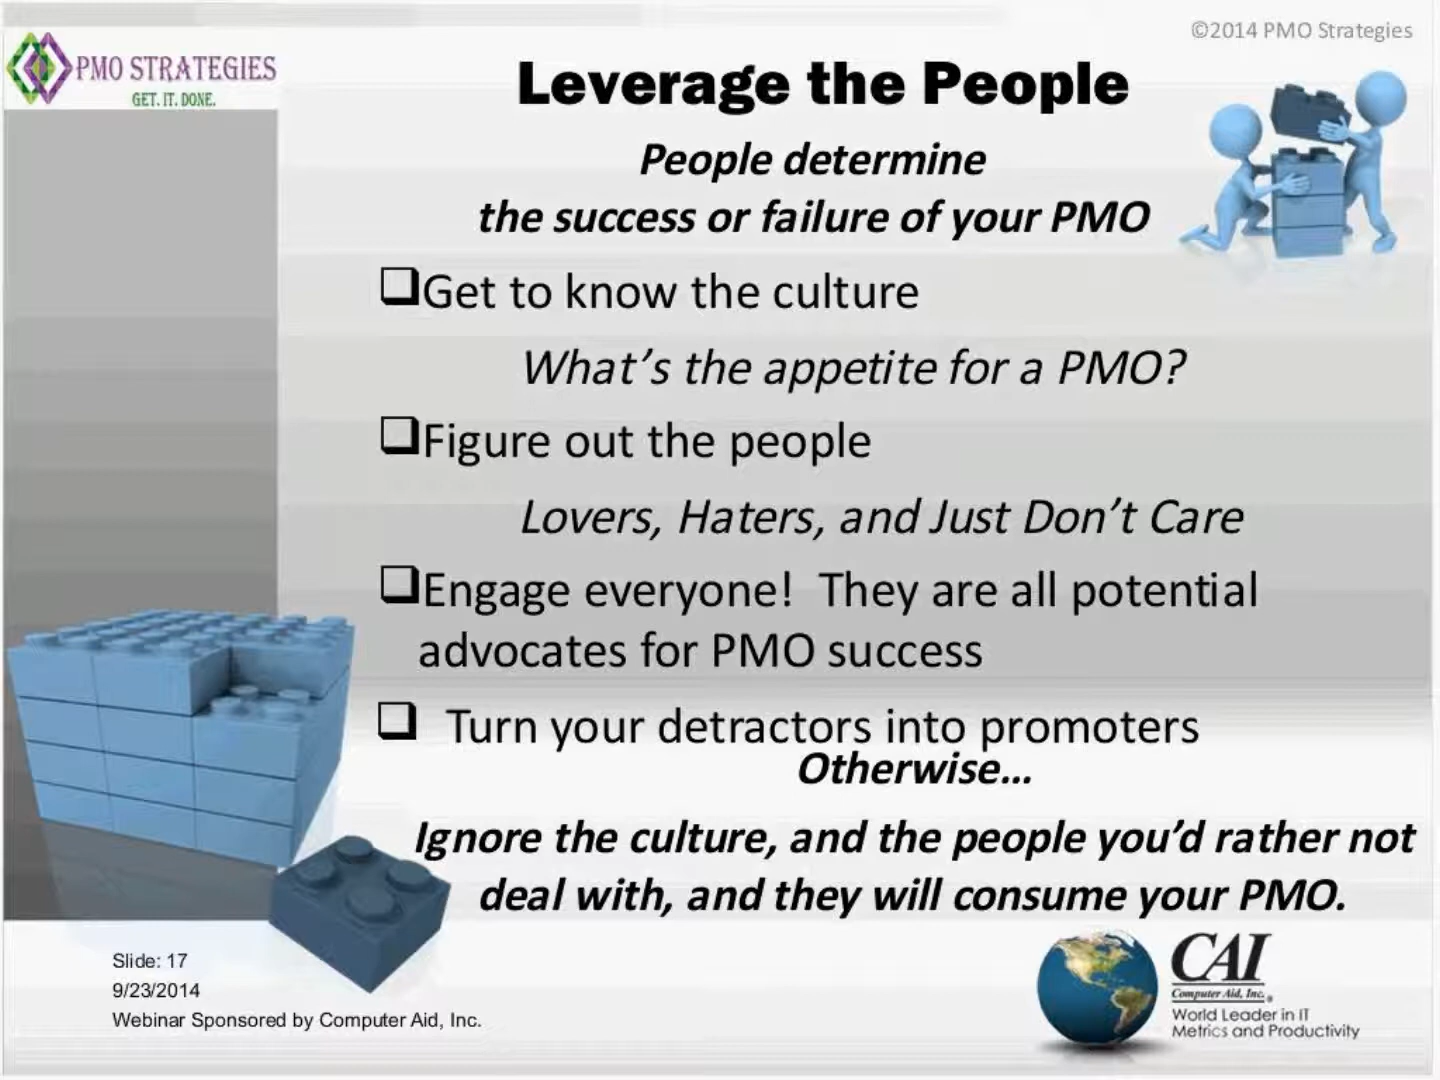 ©2014 PMO Strategies
PMO STRATEGIES
GET. IT. DONE.
Leverage the People
People determine
the success or failure of your PMO
Get to know the culture
What’s the appetite for a PMO?
Figure out the people
Lovers, Haters, and Just Don’t Care
Engage everyone!  They are all potential
advocates for PMO success
Turn your detractors into promoters
Otherwise…
Ignore the culture, and the people you’d rather not
deal with, and they will consume your PMO.
Slide: 17
9/23/2014
Webinar Sponsored by Computer Aid, Inc.
CAI
Computer Aid, Inc.®
World Leader in IT
Metrics and Productivity